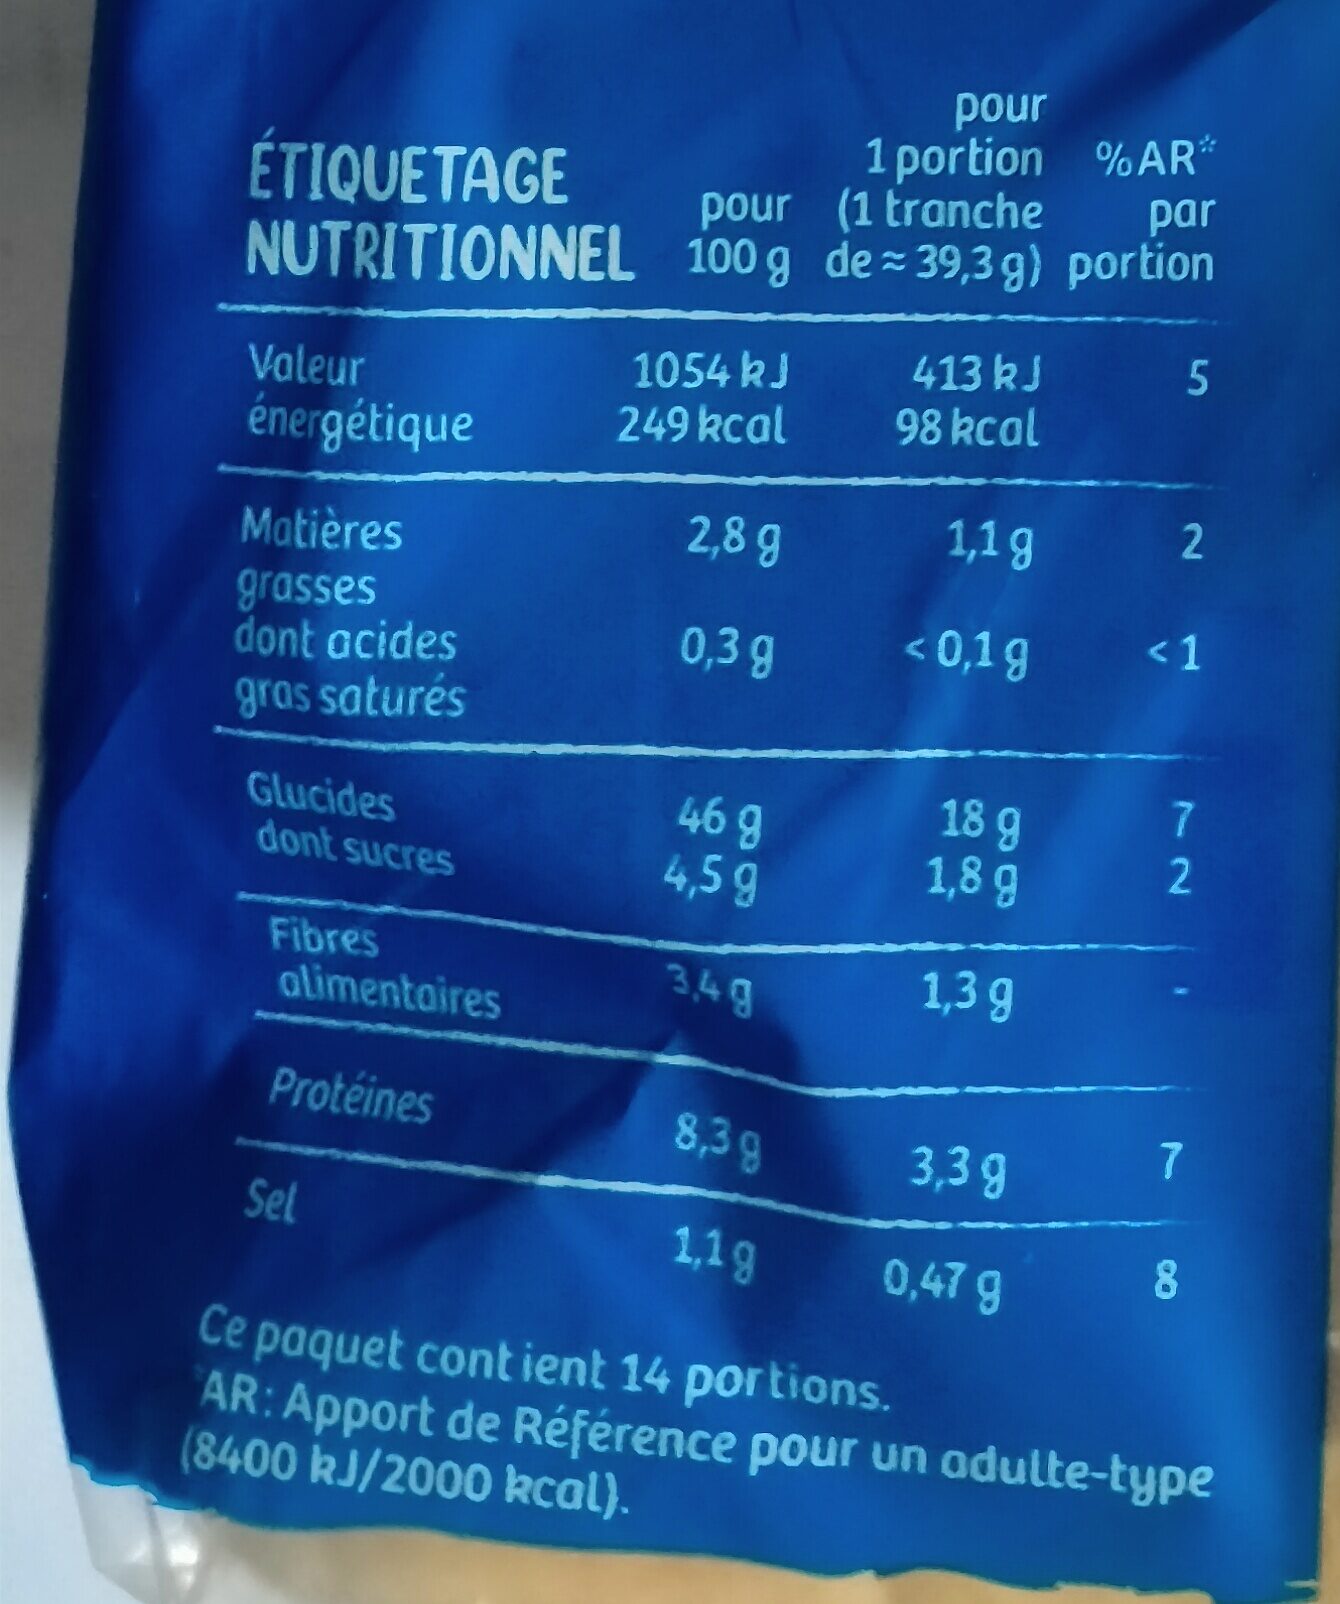 ÉTIQUETAGE NUTRITIONNEL
pour 100 g
pour 1 portion (1 tranche de ≈ 39,3 g)
% AR* par portion
Valeur énergétique 1054 kJ 413 kJ 5
249 kcal 98 kcal
Matières grasses 2,8 g 1,1 g 2
dont acides gras saturés 0,3 g < 0,1 g < 1
Glucides 46 g 18 g 7
dont sucres 4,5 g 1,8 g 2
Fibres alimentaires 3,4 g 1,3 g -
Protéines 8,3 g 3,3 g 7
Sel 1,1 g 0,47 g 8
Ce paquet contient 14 portions.
*AR: Apport de Référence pour un adulte-type
(8400 kJ/2000 kcal).